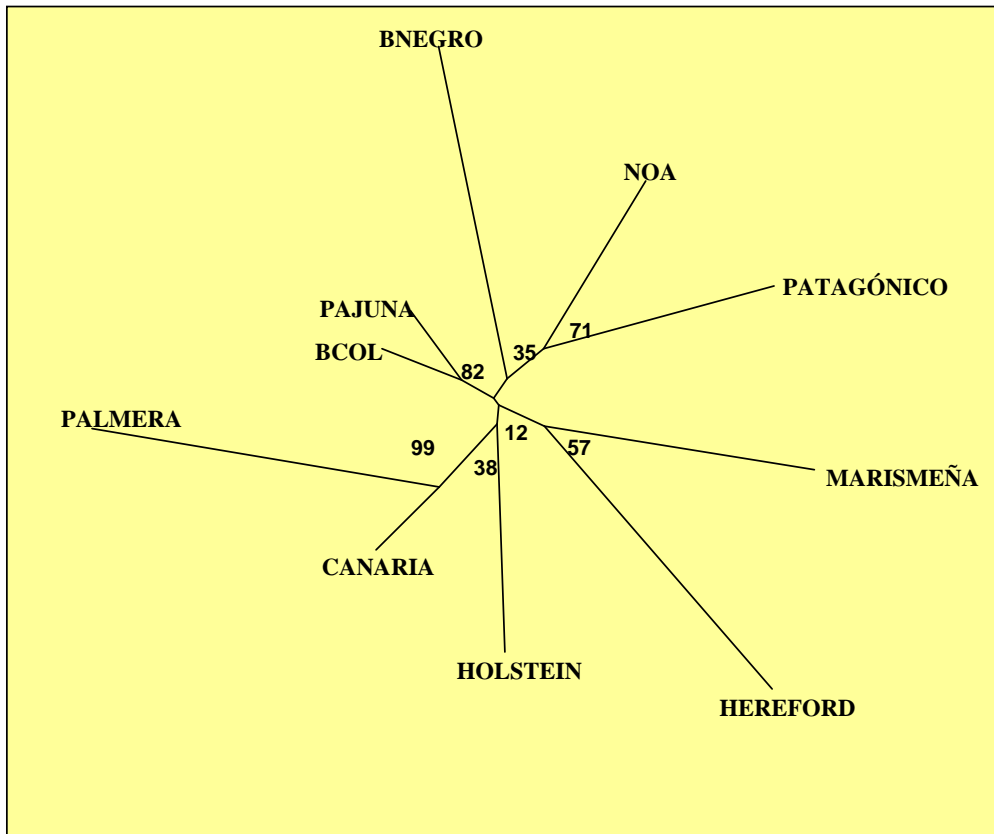 BNEGRO
NOA
PATAGÓNICO
PAJUNA
71
35
BCOL
82
PALMERA
12
99
57
38
MARISMEÑA
CANARIA
HOLSTEIN
HEREFORD